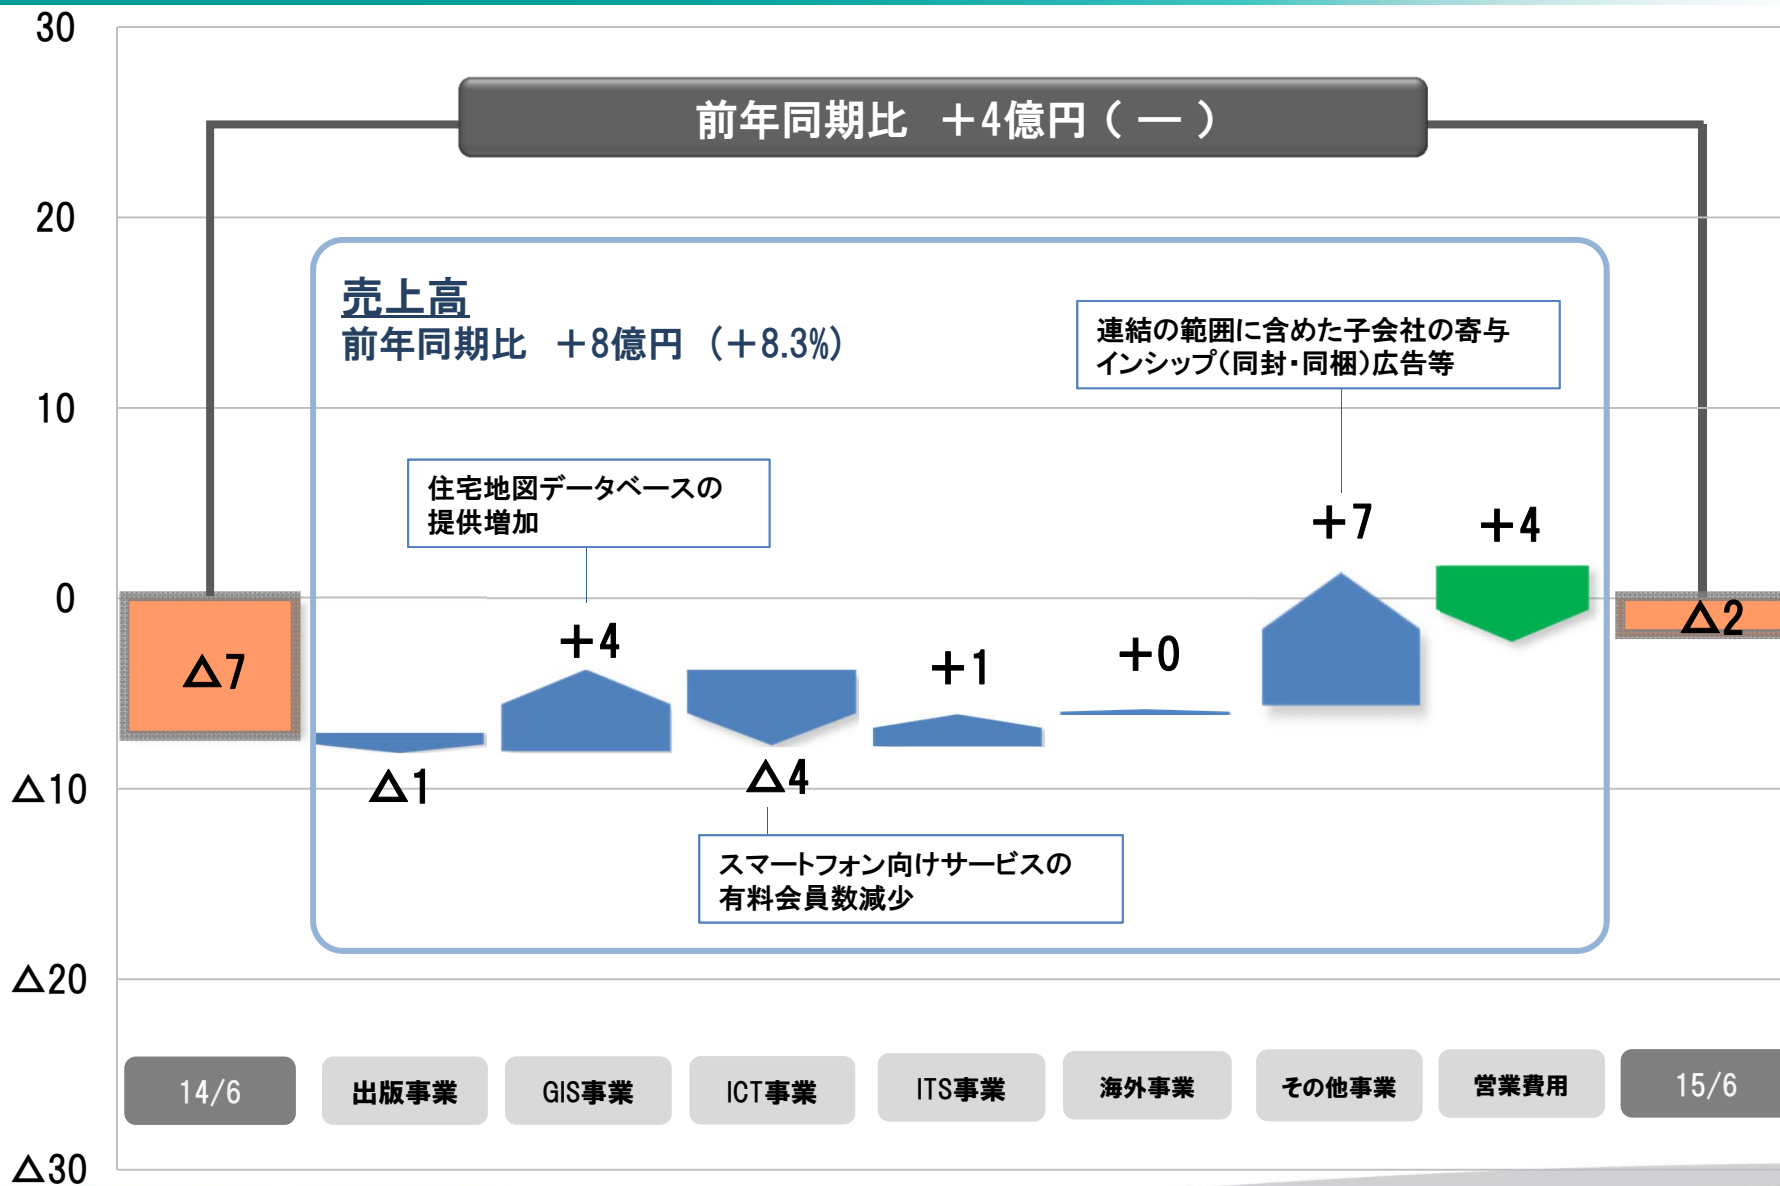 30
前年同期比　＋4億円（ ― ）
20
売上高
前年同期比　＋8億円 （＋8.3%）
連結の範囲に含めた子会社の寄与
インシップ（同封・同梱）広告等
10
住宅地図データベースの
提供増加
＋7
＋4
0
△7
＋4
＋1
＋0
△2
△1
△4
△10
スマートフォン向けサービスの
有料会員数減少
△20
14/6
出版事業
GIS事業
ICT事業
ITS事業
海外事業
その他事業
営業費用
15/6
△30